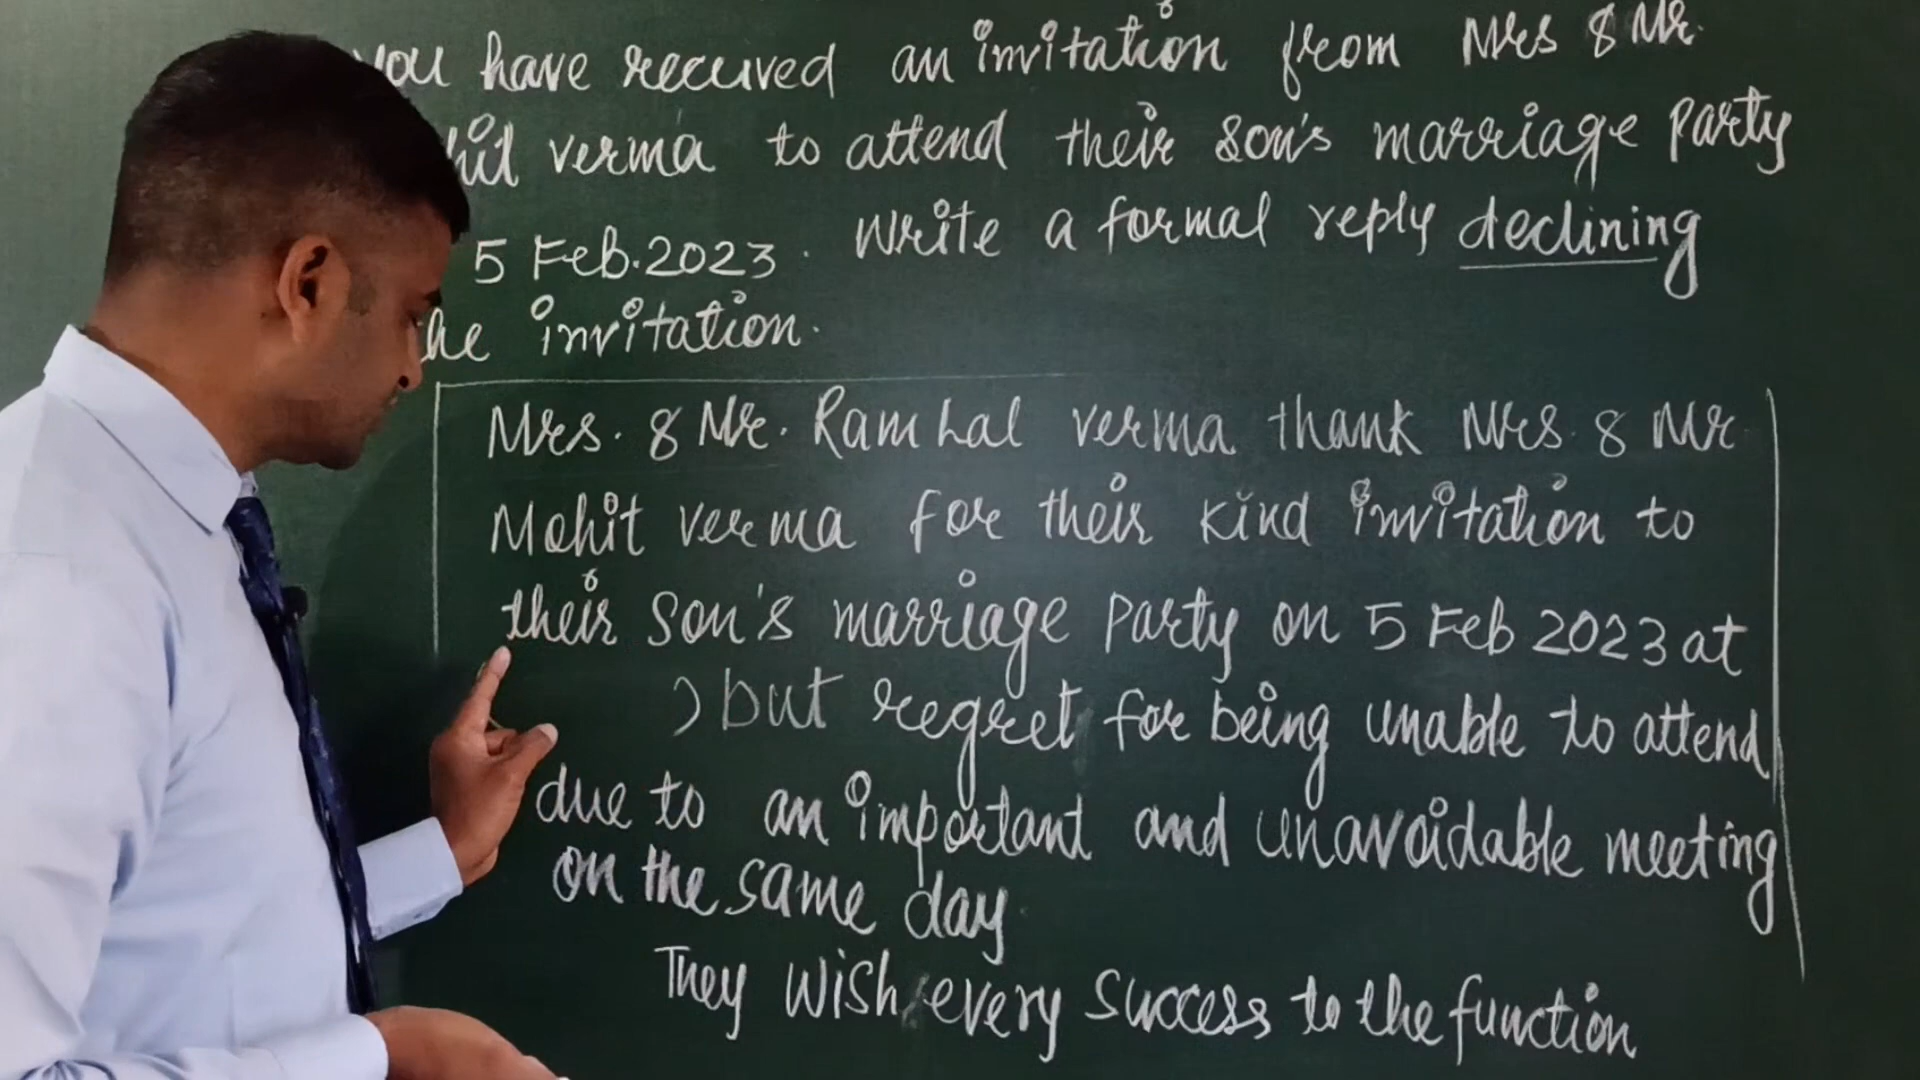 you have received an invitation from Mrs & Mr.
verma to attend their son's marriage party
5 Feb. 2023. Write a formal reply declining
invitation.
Mrs. & Mr. Ram Lal verma thank Mrs. & Mr
Mohit verma for their kind invitation to
their son's marriage party on 5 Feb 2023 at
) but regret for being unable to attend
due to an important and unavoidable meeting
on the same day.
They wish every success to the function